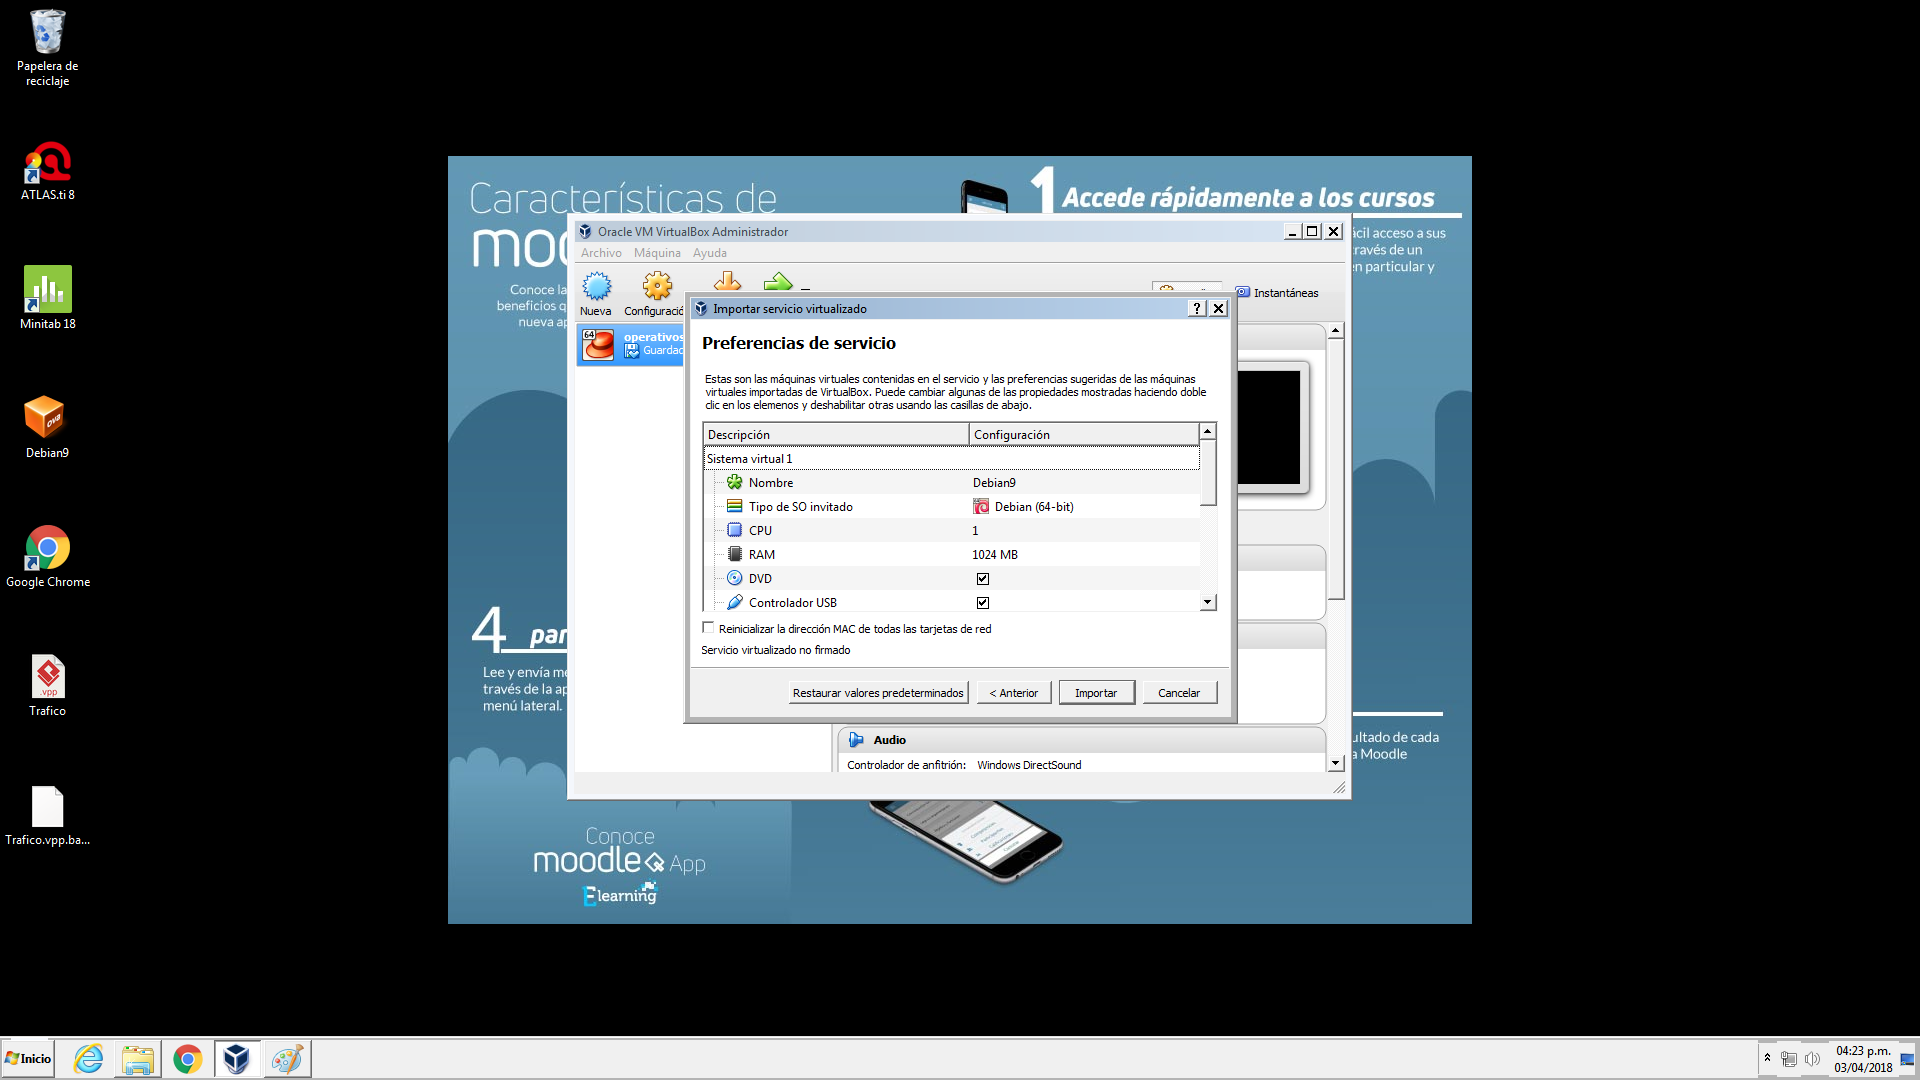 Papelera de
reciclaje
ATLAS.ti 8
Minitab 18
Debian9
Google Chrome
.vpp
Trafico
Trafico.vpp.ba...
Características de
1 Accede rápidamente a los cursos
ácil acceso a sus
través de un
en particular y
Conoce la
beneficios q
nueva ap
Oracle VM VirtualBox Administrador
Archivo Máquina Ayuda
Nueva
Configuració
Instantáneas
64
operativos
Guardad
Importar servicio virtualizado
Preferencias de servicio
Estas son las máquinas virtuales contenidas en el servicio y las preferencias sugeridas de las máquinas
virtuales importadas de VirtualBox. Puede cambiar algunas de las propiedades mostradas haciendo doble
clic en los elemenos y deshabilitar otras usando las casillas de abajo.
Descripción Configuración
Sistema virtual 1
Nombre Debian9
Tipo de SO invitado Debian (64-bit)
CPU 1
RAM 1024 MB
DVD
Controlador USB
Reinicializar la dirección MAC de todas las tarjetas de red
Servicio virtualizado no firmado
Restaurar valores predeterminados
< Anterior
Importar
Cancelar
Audio
Controlador de anfitrión: Windows DirectSound
4 par
Lee y envía me
través de la ap
menú lateral.
ultado de cada
a Moodle
Conoce
moodle App
Elearning
Inicio
04:23 p.m.
03/04/2018